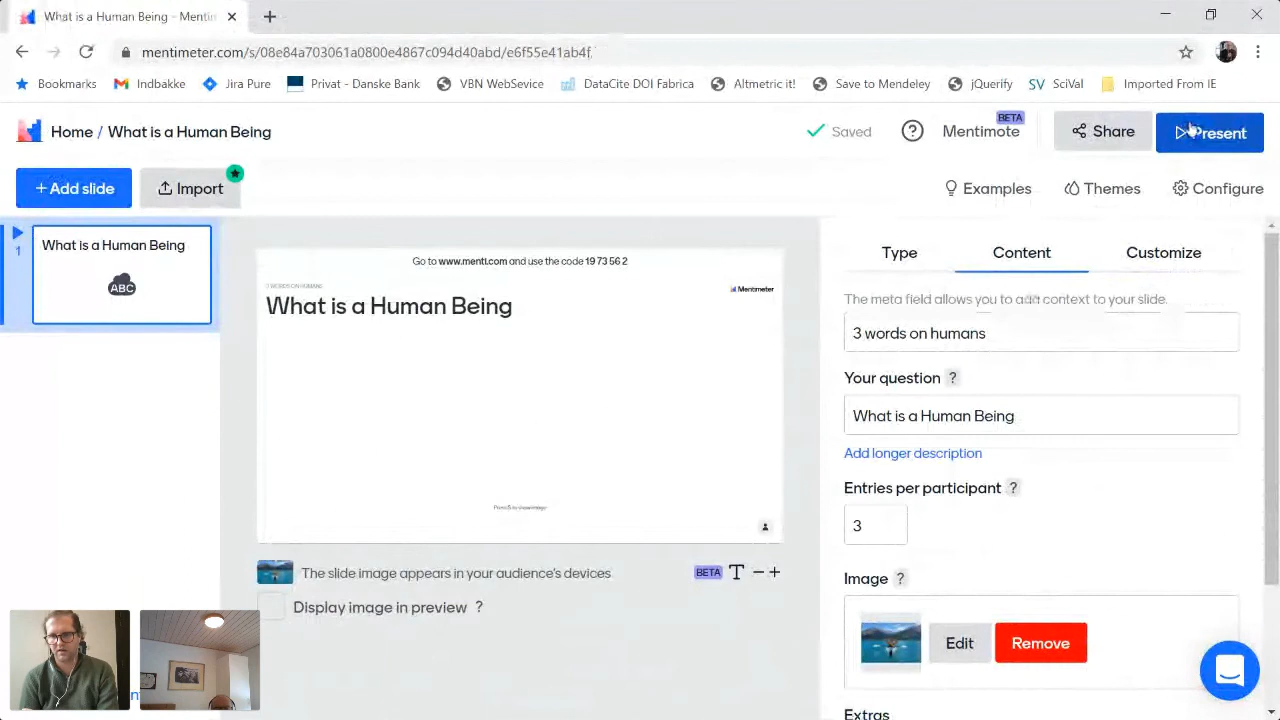 What is a Human Being - Menti
mentimeter.com/s/08e84a703061a0800e4867c094d40abd/e6f55e41ab4f,
Bookmarks Indbakke Jira Pure Privat - Danske Bank VBN WebSevice DataCite DOI Fabrica Altmetric it! Save to Mendeley jQuerify SV SciVal Imported From IE
BETA
Home / What is a Human Being Saved ? Mentimote Share Present
+ Add slide Import Examples Themes Configure
1
What is a Human Being
ABC
Go to www.menti.com and use the code 19 73 56 2
3 WORDS ON HUMANS
Mentimeter
What is a Human Being
The slide image appears in your audience's devices BETA T − +
Display image in preview ?
Type Content Customize
The meta field allows you to add context to your slide.
3 words on humans
Your question ?
What is a Human Being
Add longer description
Entries per participant ?
3
Image ?
Edit Remove
Extras